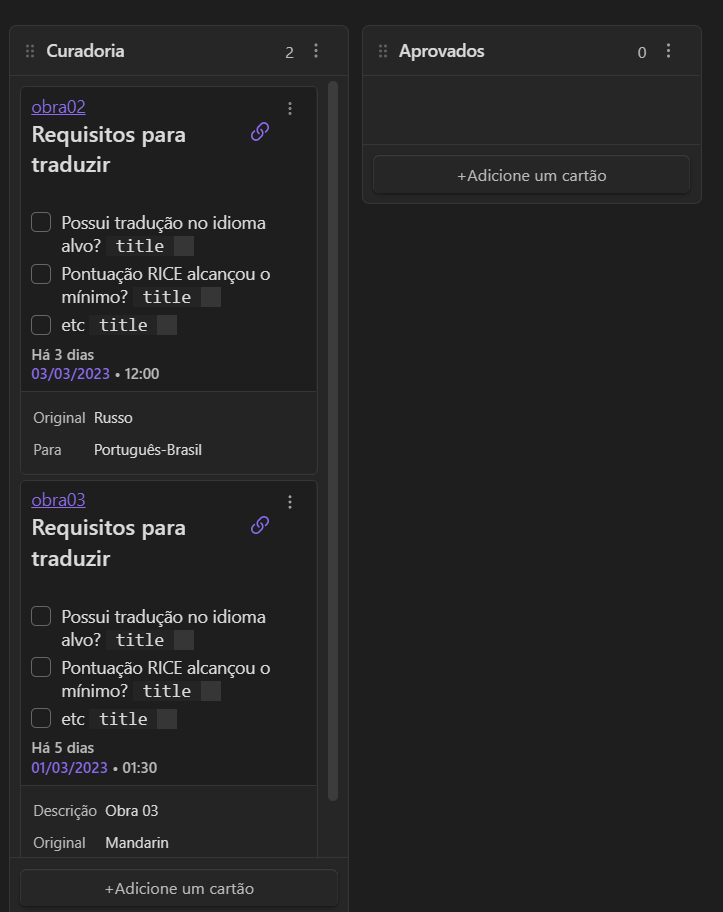 Curadoria 2
obra02
Requisitos para
traduzir
Possui tradução no idioma
alvo? title
Pontuação RICE alcançou o
mínimo? title
etc title
Há 3 dias
03/03/2023 • 12:00
Original Russo
Para Português-Brasil
obra03
Requisitos para
traduzir
Possui tradução no idioma
alvo? title
Pontuação RICE alcançou o
mínimo? title
etc title
Há 5 dias
01/03/2023 • 01:30
Descrição Obra 03
Original Mandarin
+Adicione um cartão
Aprovados 0
+Adicione um cartão